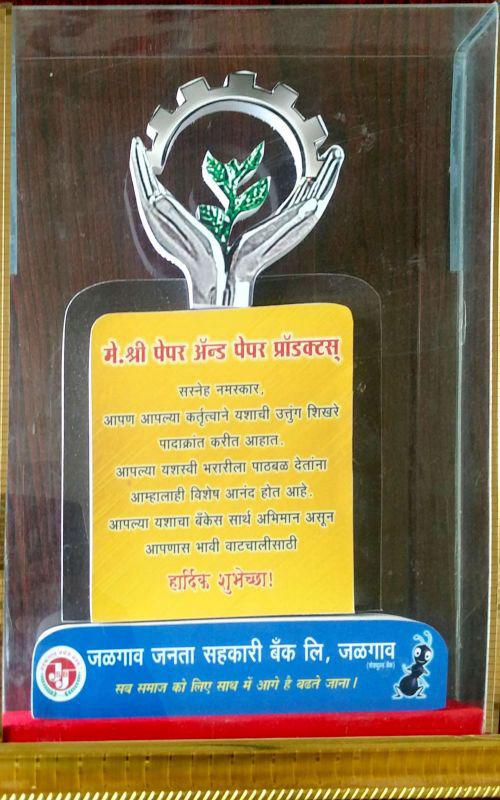 मे.श्री पेपर ॲन्ड पेपर प्रॉडक्टस्
सस्नेह नमस्कार,
आपण आपल्या कर्तृत्वाने यशाची उत्तुंग शिखरे
पादाक्रांत करीत आहात.
आपल्या यशस्वी भरारीला पाठबळ देतांना
आम्हालाही विशेष आनंद होत आहे.
आपल्या यशाचा बँकेस सार्थ अभिमान असून
आपणास भावी वाटचालीसाठी
हार्दिक शुभेच्छा!
जळगाव जनता सहकारी बँक लि, जळगाव
(शेड्युल्ड बँक)
सब समाज को लिए साथ में आगे है बढते जाना।